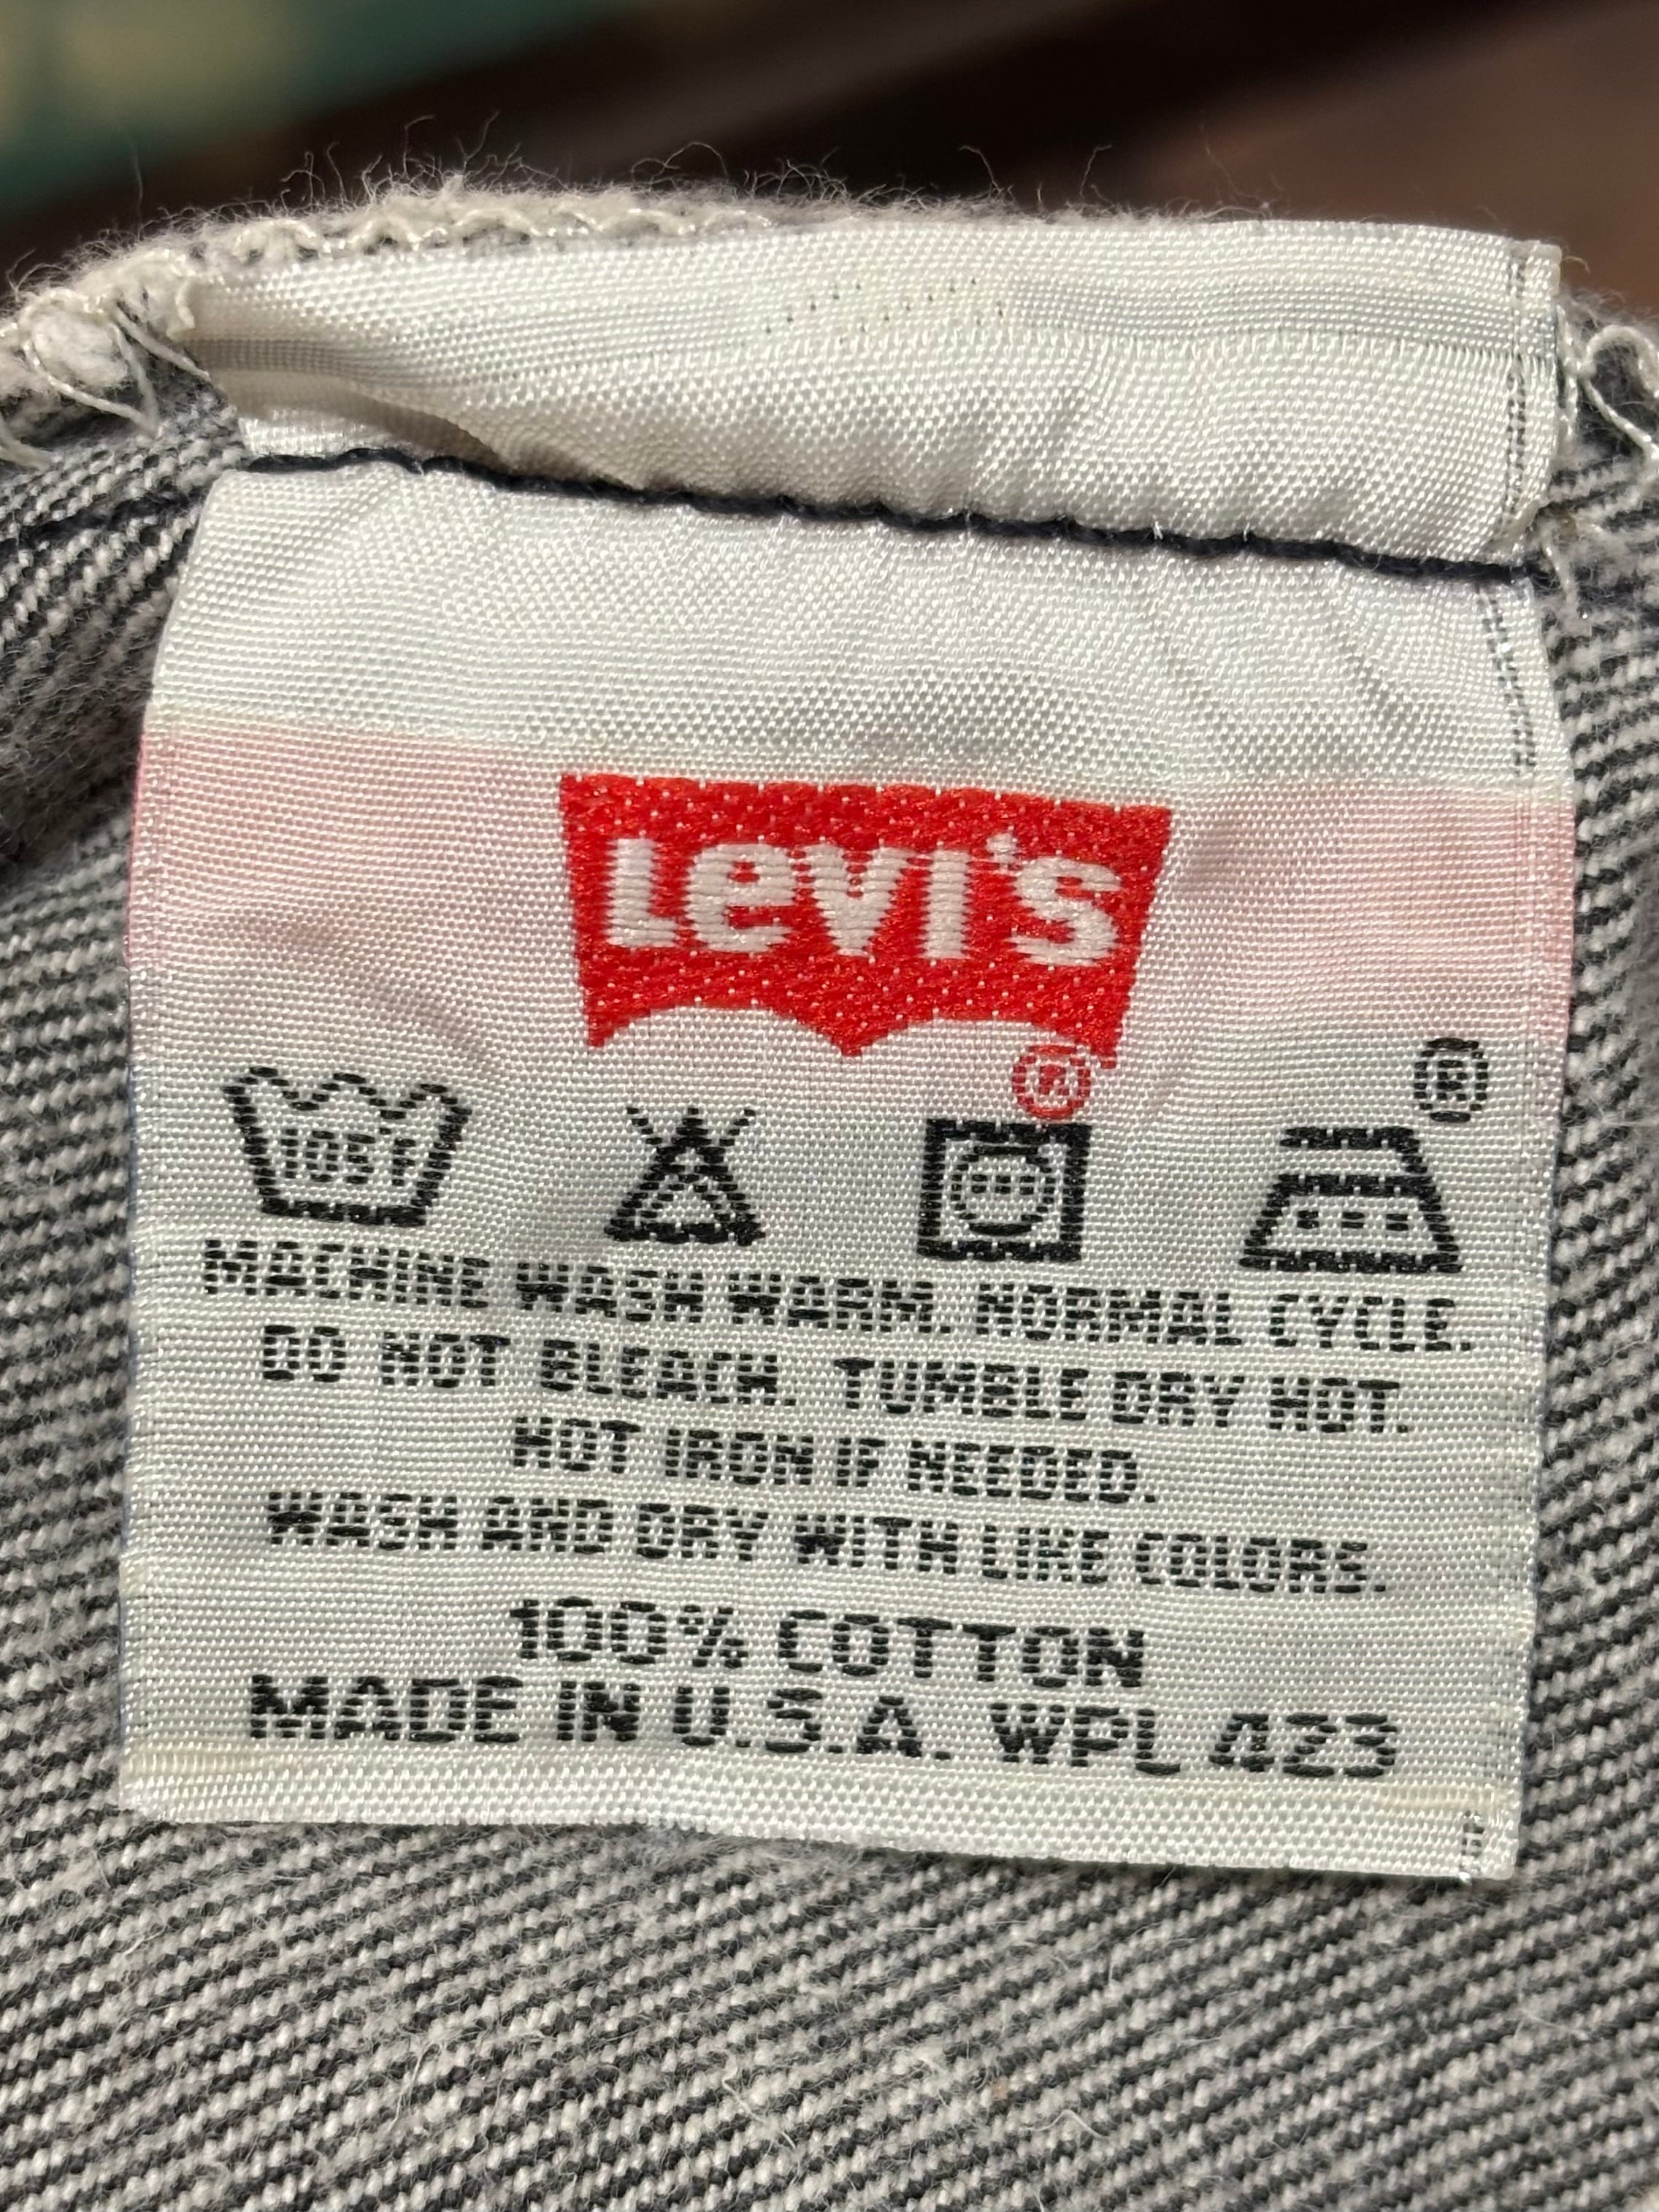 Levi's
®
®
105F
MACHINE WASH WARM. NORMAL CYCLE.
DO NOT BLEACH. TUMBLE DRY HOT.
HOT IRON IF NEEDED.
WASH AND DRY WITH LIKE COLORS.
100% COTTON
MADE IN U.S.A. WPL 423